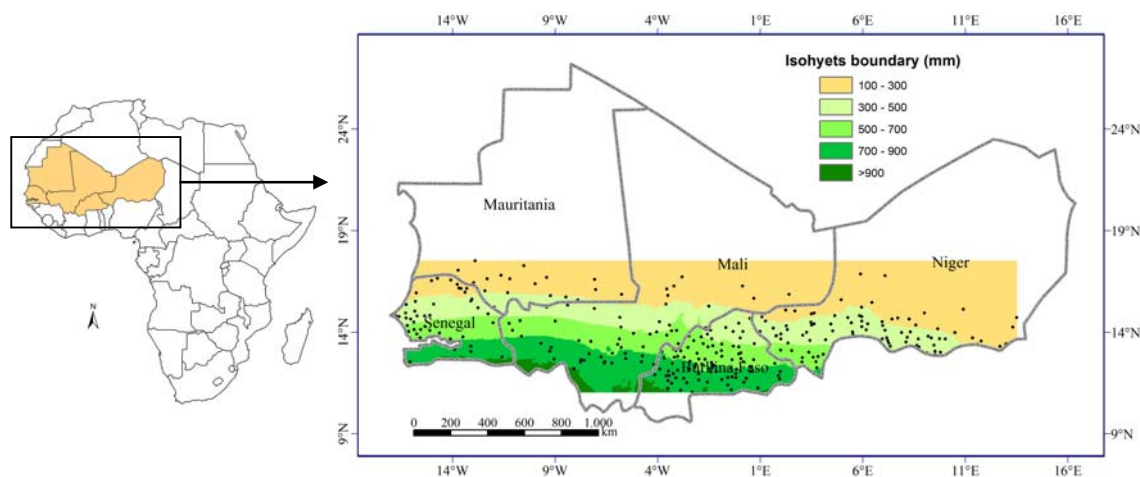 14°W 9°W 4°W 1°E 6°E 11°E 16°E
Isohyets boundary (mm)
100 - 300
300 - 500
500 - 700
700 - 900
>900
24°N 24°N
Mauritania
19°N 19°N
Mali
Niger
N
Senegal
14°N 14°N
Burkina Faso
0 200 400 600 800 1,000
km
9°N 9°N
14°W 9°W 4°W 1°E 6°E 11°E 16°E